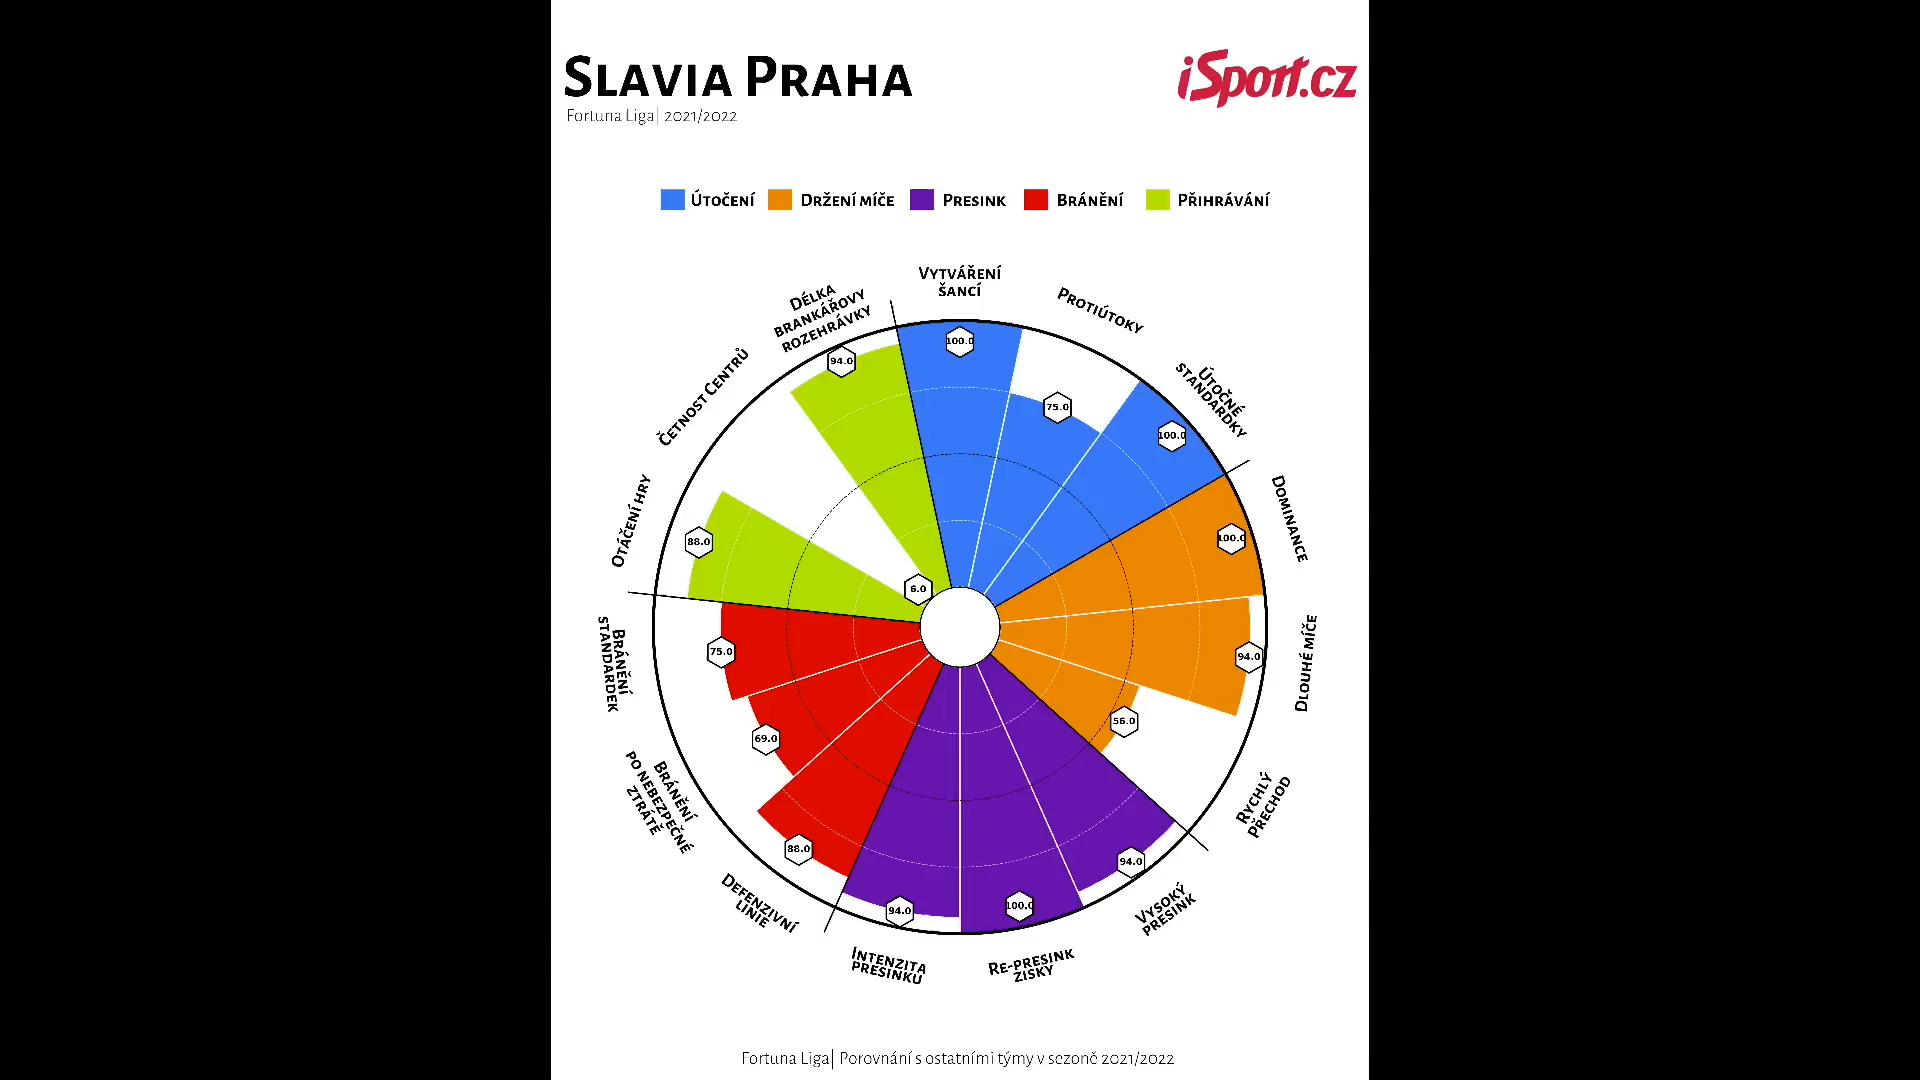 SLAVIA PRAHA
iSport.cz
Fortuna Liga| 2021/2022
ÚTOČENÍ
DRŽENÍ MÍČE
PRESINK
BRÁNĚNÍ
PŘIHRÁVÁNÍ
VYTVÁŘENÍ
ŠANCÍ
100.0
PROTIÚTOKY
75.0
ÚTOČNÉ
STANDARDKY
100.0
DOMINANCE
100.0
DLOUHÉ MÍČE
94.0
RYCHLÝ
PŘECHOD
56.0
VYSOKÝ
PRESINK
94.0
RE-PRESINK
ZISKY
100.0
INTENZITA
PRESINKU
94.0
DEFENZIVNÍ
LINIE
88.0
BRÁNĚNÍ
PO NEBEZPEČNÉ
ZTRÁTĚ
69.0
BRÁNĚNÍ
STANDARDEK
75.0
OTÁČENÍ HRY
88.0
ČETNOST CENTRŮ
6.0
DÉLKA
BRANKÁŘOVY
ROZEHRÁVKY
94.0
Fortuna Liga| Porovnání s ostatními týmy v sezoně 2021/2022